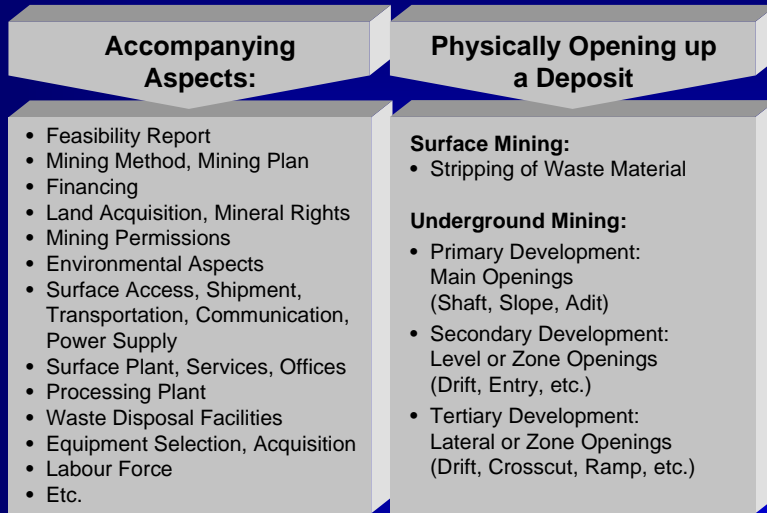 Accompanying
Aspects:
• Feasibility Report
• Mining Method, Mining Plan
• Financing
• Land Acquisition, Mineral Rights
• Mining Permissions
• Environmental Aspects
• Surface Access, Shipment,
Transportation, Communication,
Power Supply
• Surface Plant, Services, Offices
• Processing Plant
• Waste Disposal Facilities
• Equipment Selection, Acquisition
• Labour Force
• Etc.
Physically Opening up
a Deposit
Surface Mining:
• Stripping of Waste Material
Underground Mining:
• Primary Development:
Main Openings
(Shaft, Slope, Adit)
• Secondary Development:
Level or Zone Openings
(Drift, Entry, etc.)
• Tertiary Development:
Lateral or Zone Openings
(Drift, Crosscut, Ramp, etc.)